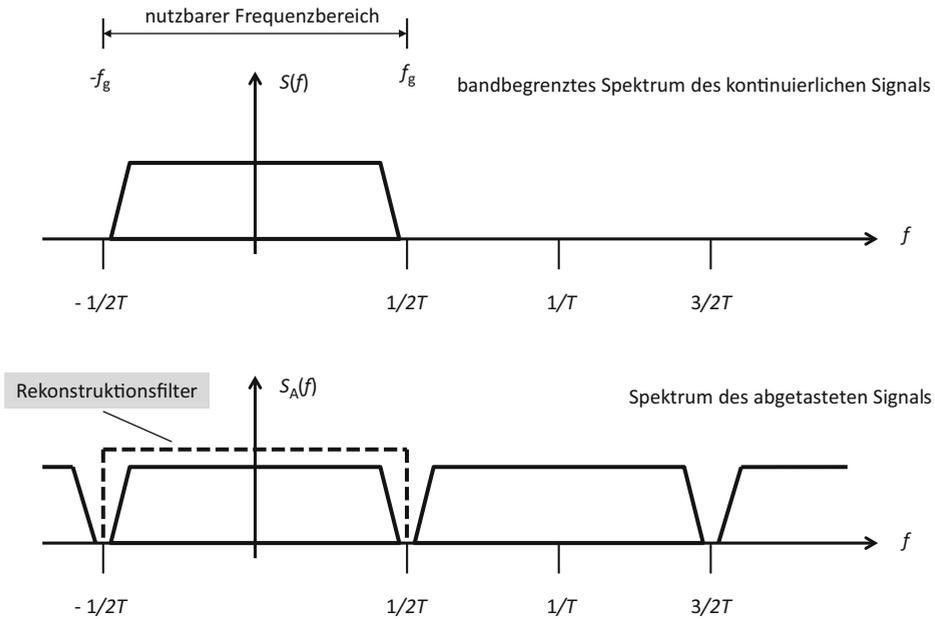 nutzbarer Frequenzbereich
-fg
fg
S(f)
bandbegrenztes Spektrum des kontinuierlichen Signals
f
- 1/2T
1/2T
1/T
3/2T
Rekonstruktionsfilter
SA(f)
Spektrum des abgetasteten Signals
f
- 1/2T
1/2T
1/T
3/2T